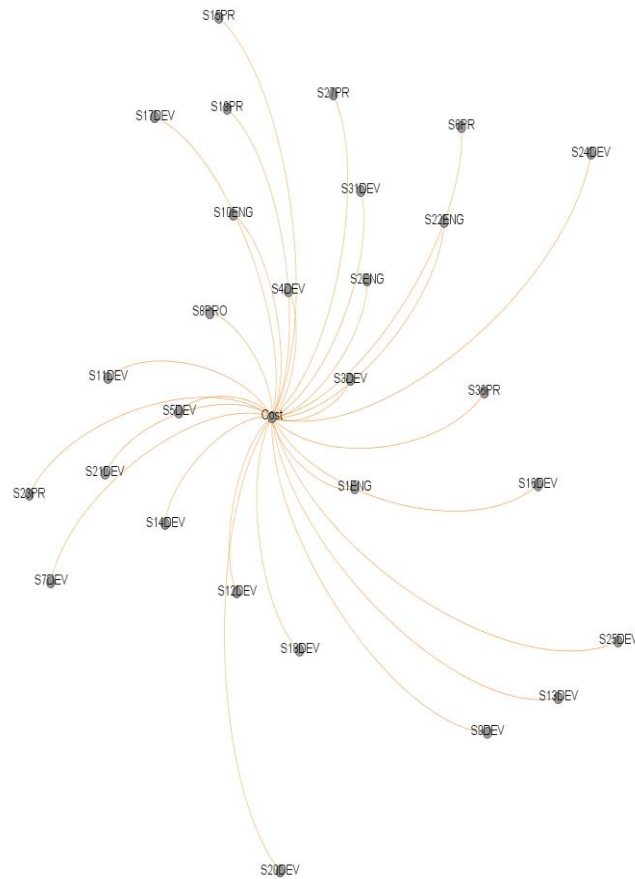 S15PR
S27PR
S19PR
S17DEV
S6PR
S24DEV
S31DEV
S10ENG
S22ENG
S2ENG
S4DEV
S8PRO
S11DEV
S3DEV
S30PR
S5DEV
Cost
S21DEV
S1ENG
S16DEV
S23PR
S14DEV
S7DEV
S12DEV
S18DEV
S25DEV
S13DEV
S9DEV
S20DEV